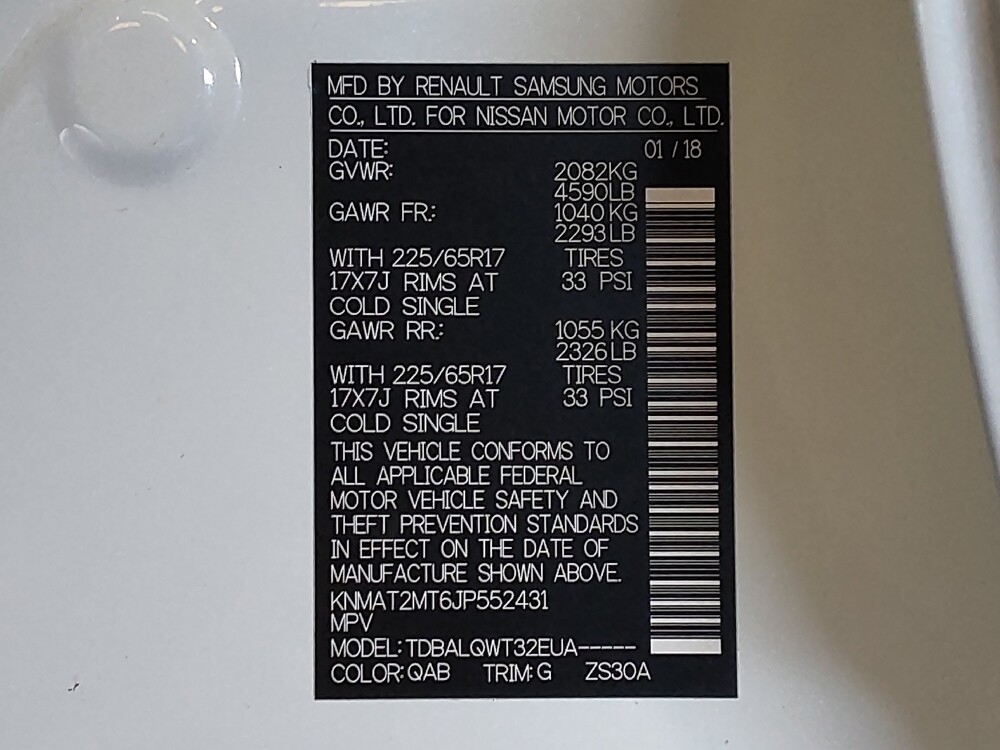 MFD BY RENAULT SAMSUNG MOTORS
CO., LTD. FOR NISSAN MOTOR CO., LTD.
DATE: 01 / 18
GVWR: 2082KG
4590LB
GAWR FR.: 1040 KG
2293 LB
WITH 225/65R17 TIRES
17X7J RIMS AT 33 PSI
COLD SINGLE
GAWR RR.: 1055 KG
2326 LB
WITH 225/65R17 TIRES
17X7J RIMS AT 33 PSI
COLD SINGLE
THIS VEHICLE CONFORMS TO
ALL APPLICABLE FEDERAL
MOTOR VEHICLE SAFETY AND
THEFT PREVENTION STANDARDS
IN EFFECT ON THE DATE OF
MANUFACTURE SHOWN ABOVE.
KNMAT2MT6JP552431
MPV
MODEL: TDBALQWT32EUA-----
COLOR: QAB TRIM: G ZS30A